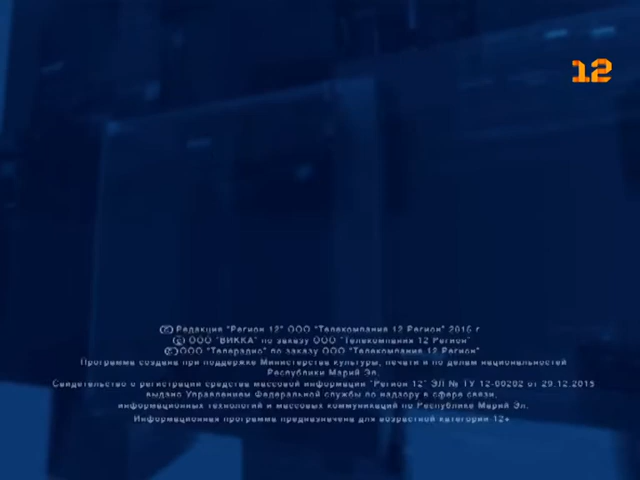 12
© Редакция "Регион 12" ООО "Телекомпания 12 Регион" 2016 г
© ООО "ВИККА" по заказу ООО "Телекомпания 12 Регион"
© ООО "Телерадио" по заказу ООО "Телекомпания 12 Регион"
Программа создана при поддержке Министерства культуры, печати и по делам национальностей
Республики Марий Эл.
Свидетельство о регистрации средства массовой информации "Регион 12" ЭЛ № ТУ 12-00202 от 29.12.2015
выдано Управлением Федеральной службы по надзору в сфере связи,
информационных технологий и массовых коммуникаций по Республике Марий Эл.
Информационная программа предназначена для возрастной категории 12+